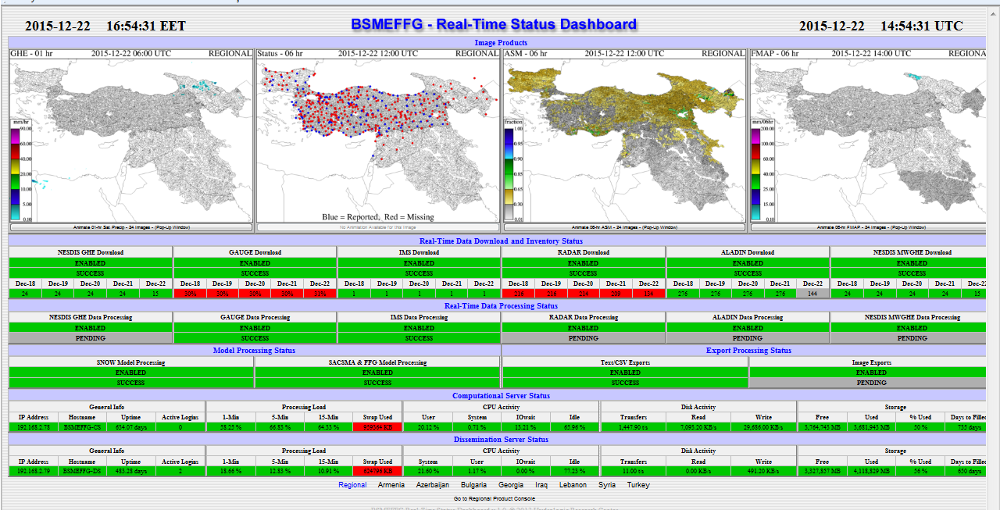 2015-12-22 16:54:31 EET BSMEFFG - Real-Time Status Dashboard 2015-12-22 14:54:31 UTC
Image Products
GHE - 01 hr 2015-12-22 06:00 UTC REGIONAL Status - 06 hr 2015-12-22 12:00 UTC REGIONAL ASM - 06 hr 2015-12-22 12:00 UTC REGIONAL FMAP - 06 hr 2015-12-22 14:00 UTC REGIONA
mm/hr fraction mm/06hr
90.00 1.00 200.00
60.00 0.95 100.00
40.00 0.90 60.00
20.00 0.85 40.00
10.00 0.65 25.00
5.00 0.30 15.00
0.10 0.01 0.10
Blue = Reported, Red = Missing
Animate 01-hr Sat. Precip - 24 Images - (Pop-Up Window) No Animation Available for this Image Animate 06-hr ASM - 24 Images - (Pop-Up Window) Animate 06-hr FMAP - 24 Images - (Pop-Up Window)
Real-Time Data Download and Inventory Status
NESDIS GHE Download GAUGE Download IMS Download RADAR Download ALADIN Download NESDIS MWGHE Download
ENABLED ENABLED ENABLED ENABLED ENABLED ENABLED
SUCCESS SUCCESS SUCCESS SUCCESS SUCCESS SUCCESS
Dec-18 Dec-19 Dec-20 Dec-21 Dec-22 Dec-18 Dec-19 Dec-20 Dec-21 Dec-22 Dec-18 Dec-19 Dec-20 Dec-21 Dec-22 Dec-18 Dec-19 Dec-20 Dec-21 Dec-22 Dec-18 Dec-19 Dec-20 Dec-21 Dec-22 Dec-18 Dec-19 Dec-20 Dec-21 Dec-22
24 24 24 24 15 30% 30% 30% 30% 31% 1 1 1 1 1 216 216 214 209 154 276 276 276 276 144 24 24 24 24 15
Real-Time Data Processing Status
NESDIS GHE Data Processing GAUGE Data Processing IMS Data Processing RADAR Data Processing ALADIN Data Processing NESDIS MWGHE Data Processing
ENABLED ENABLED ENABLED ENABLED ENABLED ENABLED
PENDING SUCCESS SUCCESS PENDING PENDING PENDING
Model Processing Status Export Processing Status
SNOW Model Processing SACSMA & FFG Model Processing Text/CSV Exports Image Exports
ENABLED ENABLED ENABLED ENABLED
SUCCESS SUCCESS SUCCESS PENDING
Computational Server Status
General Info Processing Load CPU Activity Disk Activity Storage
IP Address Hostname Uptime Active Logins 1-Min 5-Min 15-Min Swap Used User System IOwait Idle Transfers Read Write Free Used % Used Days to Fille
192.168.2.78 BSMEFFG-CS 634.07 days 0 58.25 % 66.83 % 64.33 % 959364 KB 20.12 % 0.71 % 13.21 % 65.96 % 1,447.90 t/s 7,093.20 KB/s 29,686.00 KB/s 3,764,743 MB 3,681,943 MB 50 % 735 days
Dissemination Server Status
General Info Processing Load CPU Activity Disk Activity Storage
IP Address Hostname Uptime Active Logins 1-Min 5-Min 15-Min Swap Used System User IOwait Idle Transfers Read Write Free Used % Used Days to Fille
192.168.2.79 BSMEFFG-DS 483.28 days 2 18.66 % 12.83 % 10.91 % 624796 KB 21.60 % 1.17 % 0.00 % 77.23 % 11.00 t/s 0.00 KB/s 491.20 KB/s 3,327,857 MB 4,118,829 MB 56 % 650 days
Regional Armenia Azerbaijan Bulgaria Georgia Iraq Lebanon Syria Turkey
Go to Regional Product Console